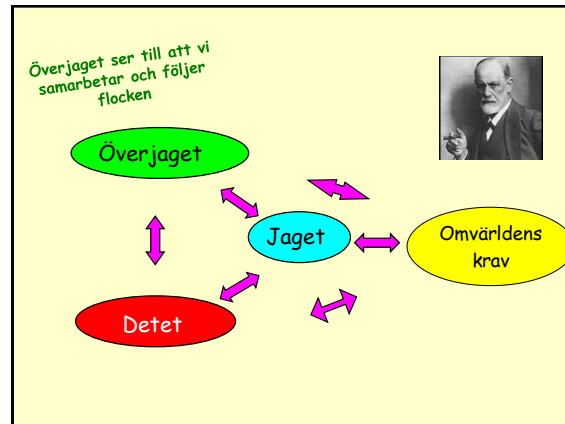 Överjaget ser till att vi
samarbetar och följer
flocken
Överjaget
Jaget
Omvärldens
krav
Detet